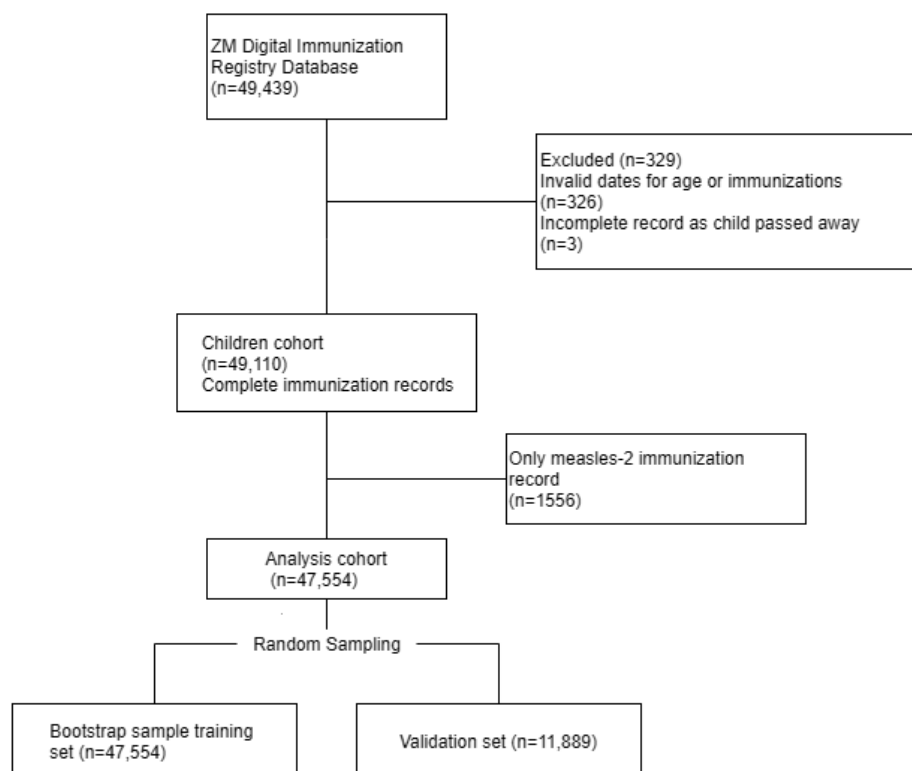 ZM Digital Immunization
Registry Database
(n=49,439)
Excluded (n=329)
Invalid dates for age or immunizations
(n=326)
Incomplete record as child passed away
(n=3)
Children cohort
(n=49,110)
Complete immunization records
Only measles-2 immunization
record
(n=1556)
Analysis cohort
(n=47,554)
Random Sampling
Bootstrap sample training
set (n=47,554)
Validation set (n=11,889)